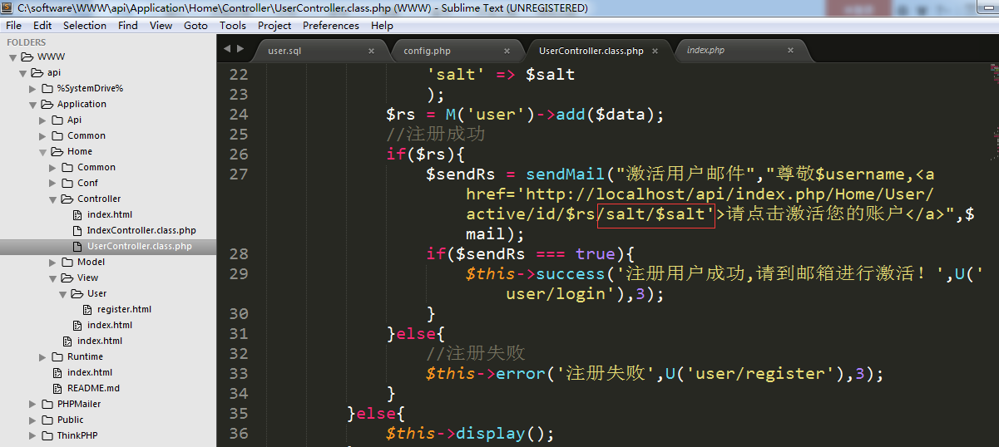 C:\software\WWW\api\Application\Home\Controller\UserController.class.php (WWW) - Sublime Text (UNREGISTERED)
File Edit Selection Find View Goto Tools Project Preferences Help
FOLDERS
WWW
api
%SystemDrive%
Application
Api
Common
Home
Common
Conf
Controller
index.html
IndexController.class.php
UserController.class.php
Model
View
User
register.html
index.html
index.html
Runtime
index.html
README.md
PHPMailer
Public
ThinkPHP
user.sql × config.php × UserController.class.php × index.php ×
22 'salt' => $salt
23 );
24 $rs = M('user')->add($data);
25 //注册成功
26 if($rs){
27 $sendRs = sendMail("激活用户邮件","尊敬$username,<a
href='http://localhost/api/index.php/Home/User/
active/id/$rs/salt/$salt'>请点击激活您的账户</a>",$
mail);
28 if($sendRs === true){
29 $this->success('注册用户成功,请到邮箱进行激活！',U('
user/login'),3);
30 }
31 }else{
32 //注册失败
33 $this->error('注册失败',U('user/register'),3);
34 }
35 }else{
36 $this->display();